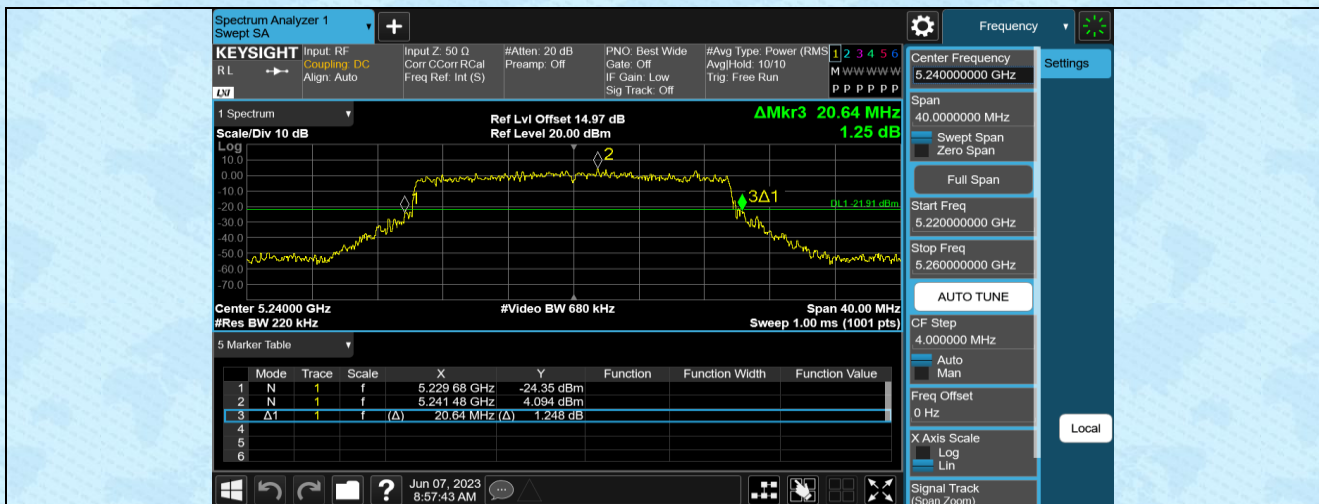 Spectrum Analyzer 1
Swept SA
+
Frequency
KEYSIGHT
R L
LXI
Input: RF
Coupling: DC
Align: Auto
Input Z: 50 Ω
Corr CCorr RCal
Freq Ref: Int (S)
#Atten: 20 dB
Preamp: Off
PNO: Best Wide
Gate: Off
IF Gain: Low
Sig Track: Off
#Avg Type: Power (RMS
Avg|Hold: 10/10
Trig: Free Run
1 2 3 4 5 6
M W W W W W
P P P P P P
1 Spectrum
Scale/Div 10 dB
Ref Lvl Offset 14.97 dB
Ref Level 20.00 dBm
ΔMkr3 20.64 MHz
1.25 dB
Log
10.0
0.00
-10.0
-20.0
-30.0
-40.0
-50.0
-60.0
-70.0
2
3Δ1
DL1 -21.91 dBm
Center 5.24000 GHz
#Video BW 680 kHz
Span 40.00 MHz
#Res BW 220 kHz
Sweep 1.00 ms (1001 pts)
5 Marker Table
Mode Trace Scale X Y Function Function Width Function Value
1 N 1 f 5.229 68 GHz -24.35 dBm
2 N 1 f 5.241 48 GHz 4.094 dBm
3 Δ1 1 f (Δ) 20.64 MHz (Δ) 1.248 dB
4
5
6
?
Jun 07, 2023
8:57:43 AM
Center Frequency
5.240000000 GHz
Settings
Span
40.0000000 MHz
Swept Span
Zero Span
Full Span
Start Freq
5.220000000 GHz
Stop Freq
5.260000000 GHz
AUTO TUNE
CF Step
4.000000 MHz
Auto
Man
Freq Offset
0 Hz
X Axis Scale
Log
Lin
Local
Signal Track
(Span Zoom)